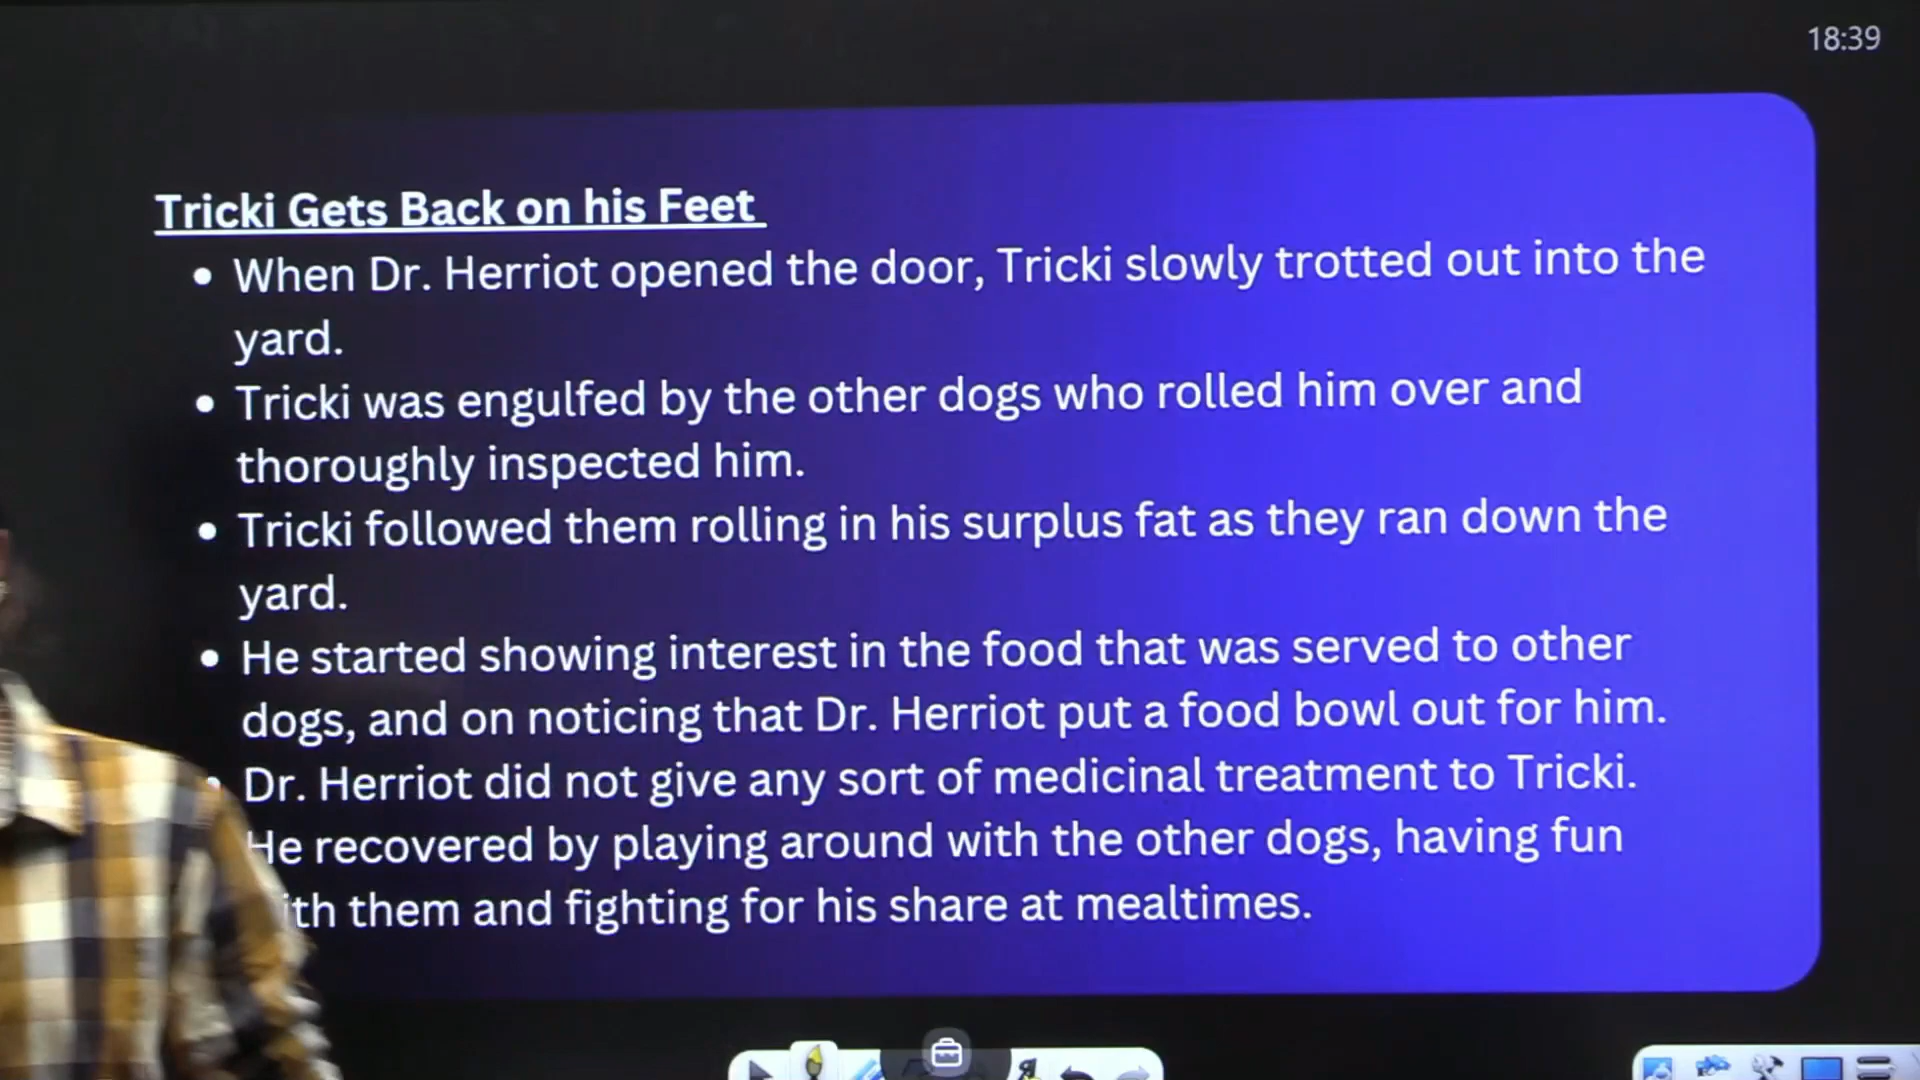 18:39
Tricki Gets Back on his Feet
• When Dr. Herriot opened the door, Tricki slowly trotted out into the
yard.
• Tricki was engulfed by the other dogs who rolled him over and
thoroughly inspected him.
• Tricki followed them rolling in his surplus fat as they ran down the
yard.
• He started showing interest in the food that was served to other
dogs, and on noticing that Dr. Herriot put a food bowl out for him.
• Dr. Herriot did not give any sort of medicinal treatment to Tricki.
He recovered by playing around with the other dogs, having fun
ith them and fighting for his share at mealtimes.